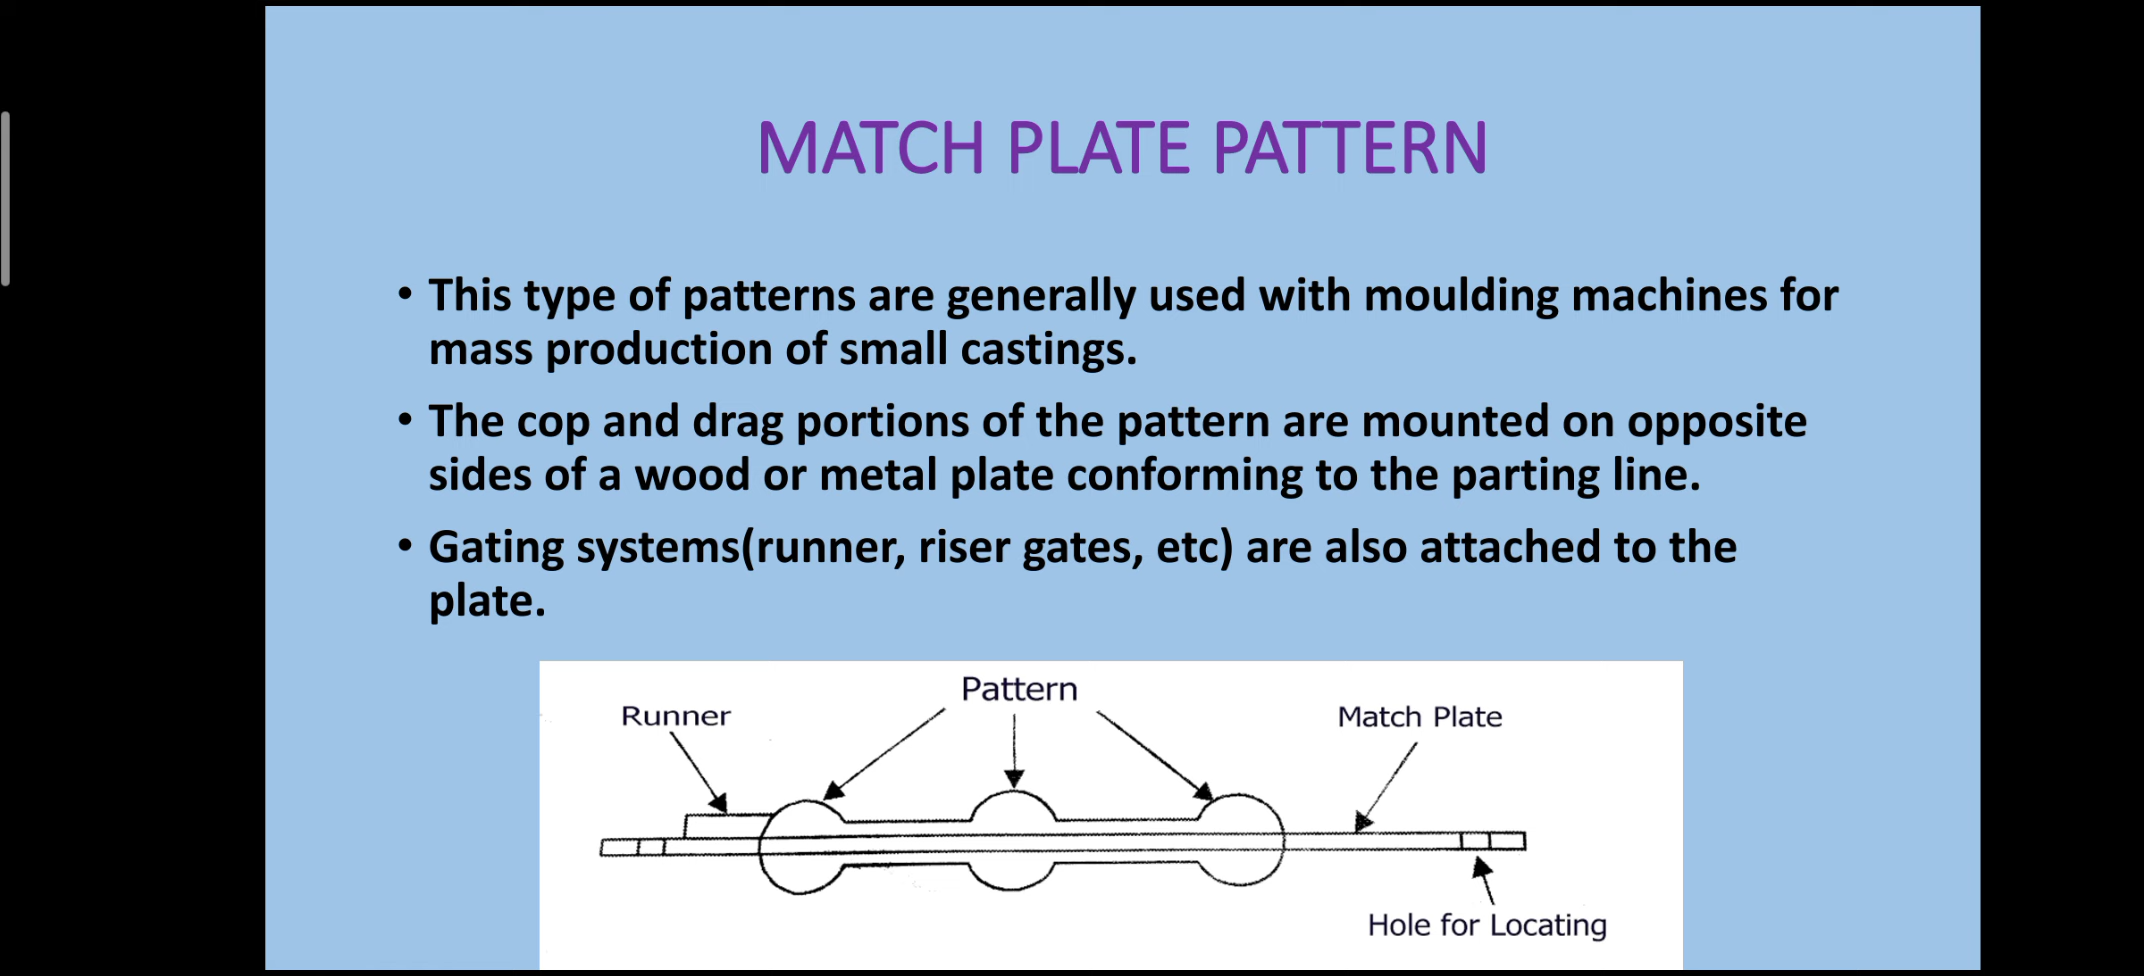 MATCH PLATE PATTERN
• This type of patterns are generally used with moulding machines for
mass production of small castings.
• The cop and drag portions of the pattern are mounted on opposite
sides of a wood or metal plate conforming to the parting line.
• Gating systems(runner, riser gates, etc) are also attached to the
plate.
Pattern
Runner
Match Plate
Hole for Locating